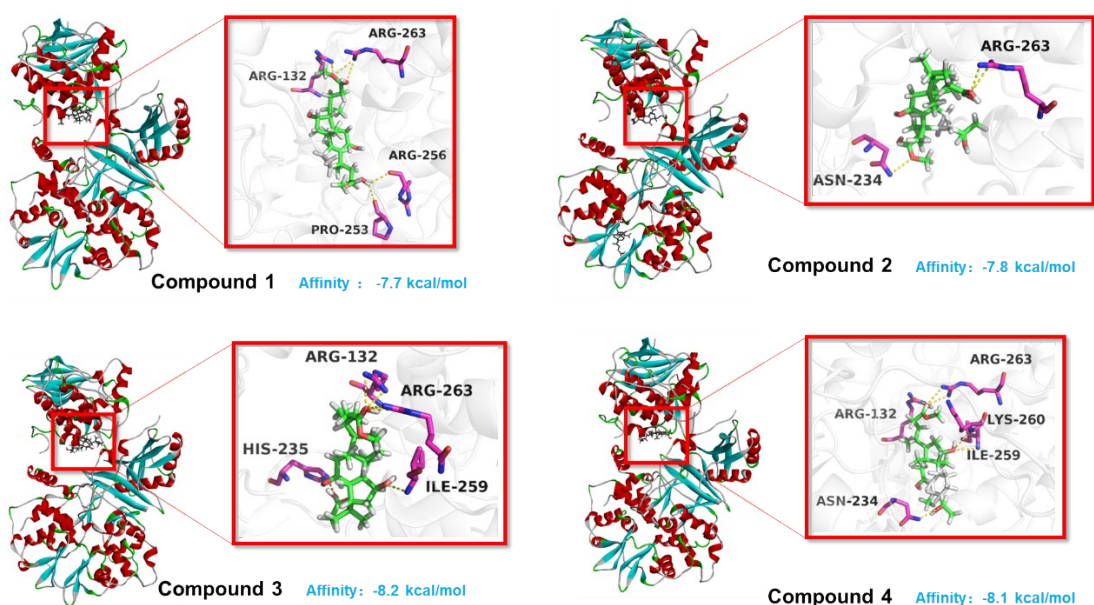 ARG-263
ARG-132
ARG-256
PRO-253
Compound 1 Affinity： -7.7 kcal/mol
ARG-263
ASN-234
Compound 2 Affinity：-7.8 kcal/mol
ARG-132
ARG-263
HIS-235
ILE-259
Compound 3 Affinity：-8.2 kcal/mol
ARG-263
ARG-132
LYS-260
ILE-259
ASN-234
Compound 4 Affinity：-8.1 kcal/mol